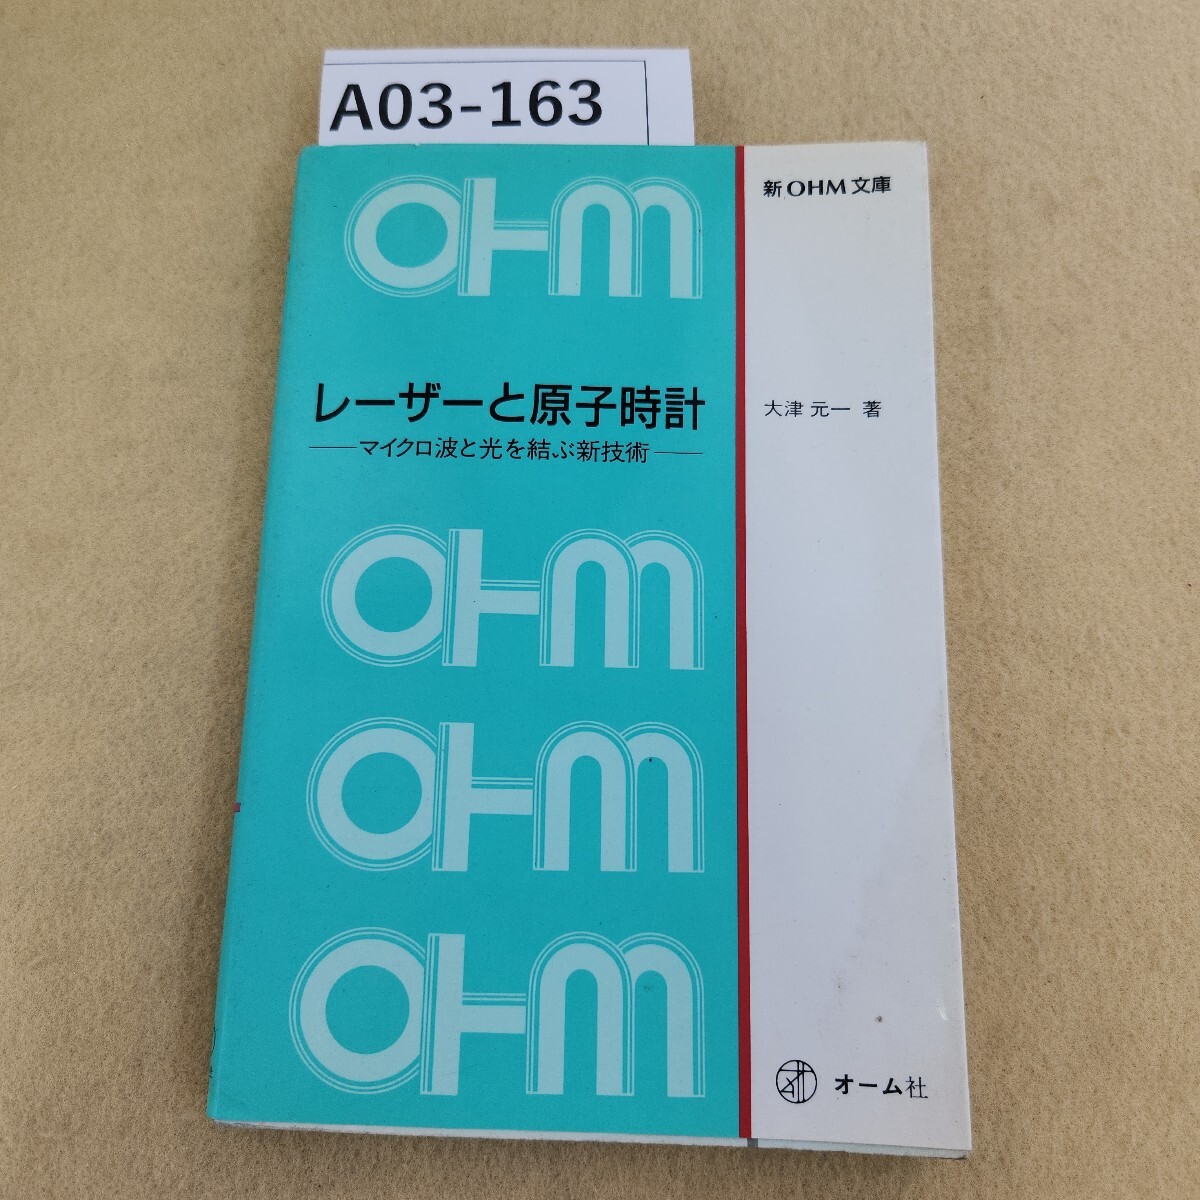 A03-163
OHM
新OHM文庫
レーザーと原子時計
―マイクロ波と光を結ぶ新技術―
大津 元一 著
OHM
OHM
OHM
オーム社